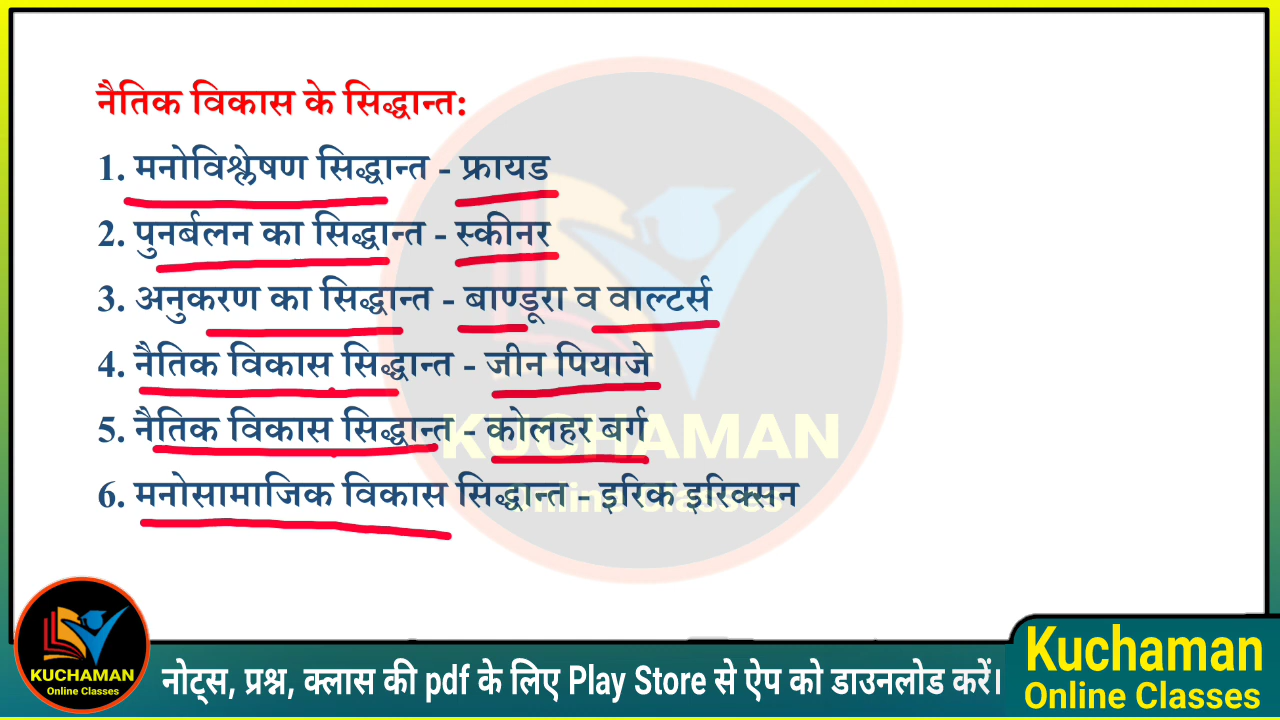 नैतिक विकास के सिद्धान्त:
1. मनोविश्लेषण सिद्धान्त - फ्रायड
2. पुनर्बलन का सिद्धान्त - स्कीनर
3. अनुकरण का सिद्धान्त - बाण्डूरा व वाल्टर्स
4. नैतिक विकास सिद्धान्त - जीन पियाजे
5. नैतिक विकास सिद्धान्त - कोलहर बर्ग
6. मनोसामाजिक विकास सिद्धान्त - इरिक इरिक्सन
KUCHAMAN
Online Classes
KUCHAMAN
Online Classes
नोट्स, प्रश्न, क्लास की pdf के लिए Play Store से ऐप को डाउनलोड करें।
Kuchaman
Online Classes